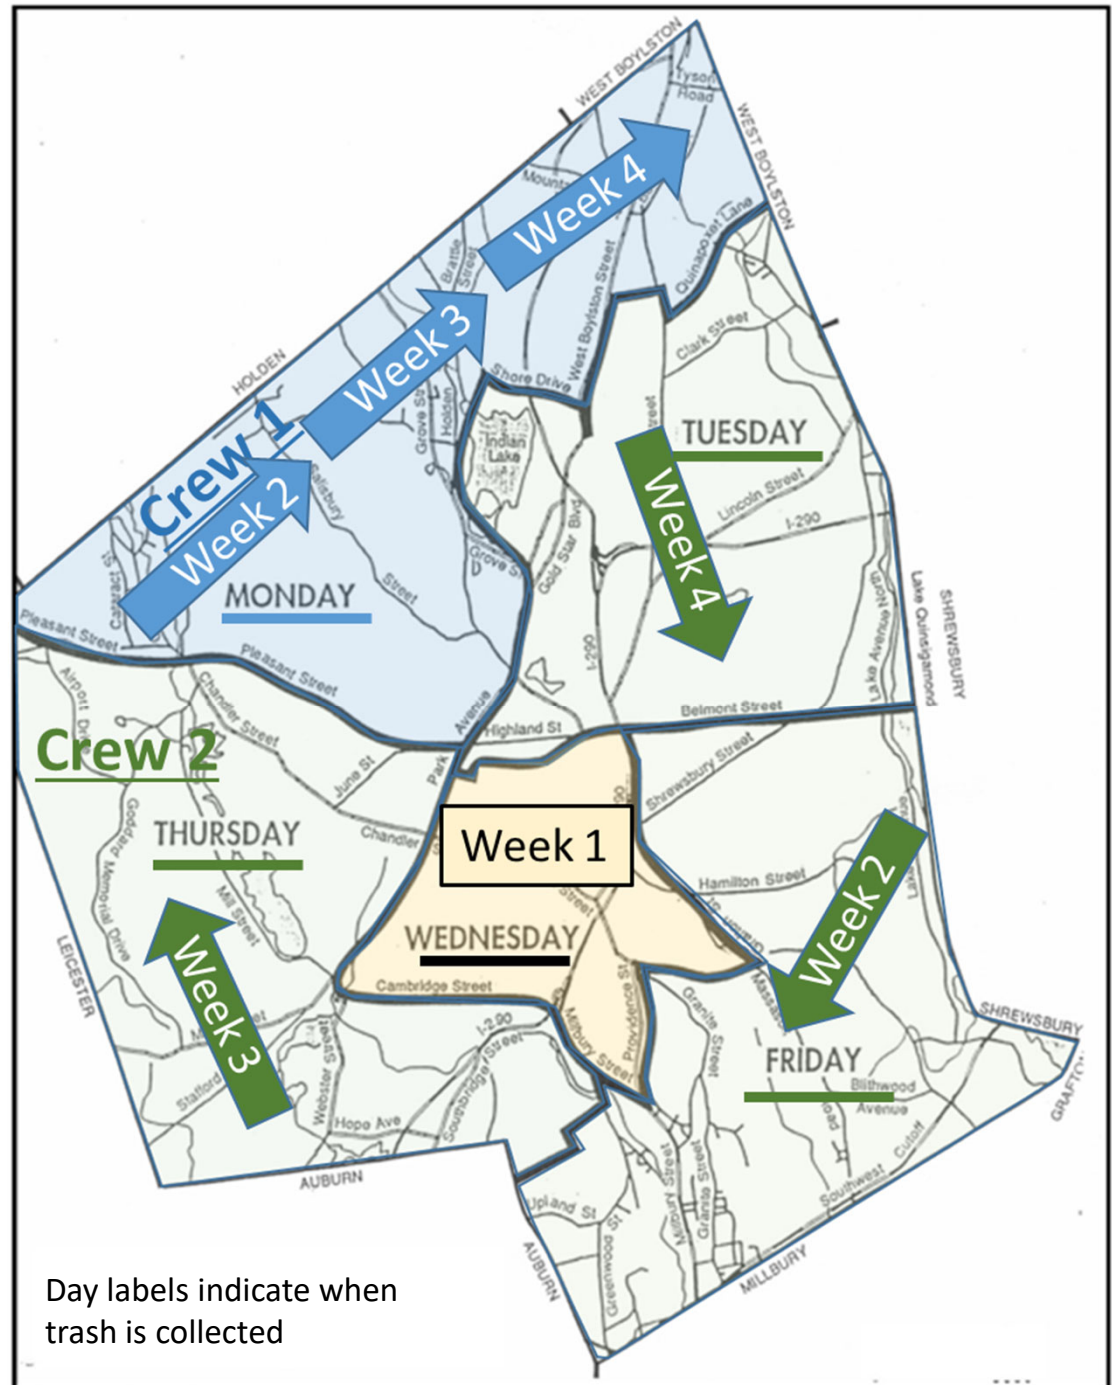 WEST BOYLSTON
Tyson
Road
WEST BOYLSTON
Week 4
Brattle
Street
Quinapoxet Lane
West Boylston Street
Week 3
Clark Street
HOLDEN
Shore Drive
Grove St
Holden
Crew 1
Indian
Lake
TUESDAY
Lincoln Street
I-290
Week 4
Salisbury
Street
Week 2
Gold Star Blvd
Grove St
Cataract St
MONDAY
Pleasant Street
Pleasant Street
I-290
Lake Avenue North
Lake Quinsigamond
SHREWSBURY
Airport Drive
Chandler Street
Avenue
Park
Highland St
Belmont Street
Shrewsbury Street
Crew 2
June St
Chandler
THURSDAY
Goddard Memorial Drive
Mill Street
Week 1
Hamilton Street
Week 2
Street
WEDNESDAY
LEICESTER
Cambridge Street
Week 3
Providence St
Millbury Street
Granite Street
SHREWSBURY
FRIDAY
Blithwood
Avenue
I-290
Southbridge Street
Webster Street
Stafford
Hope Ave
AUBURN
Southwest Cutoff
Millbury Street
Granite Street
Upland St
Greenwood St
AUBURN
MILLBURY
Day labels indicate when
trash is collected